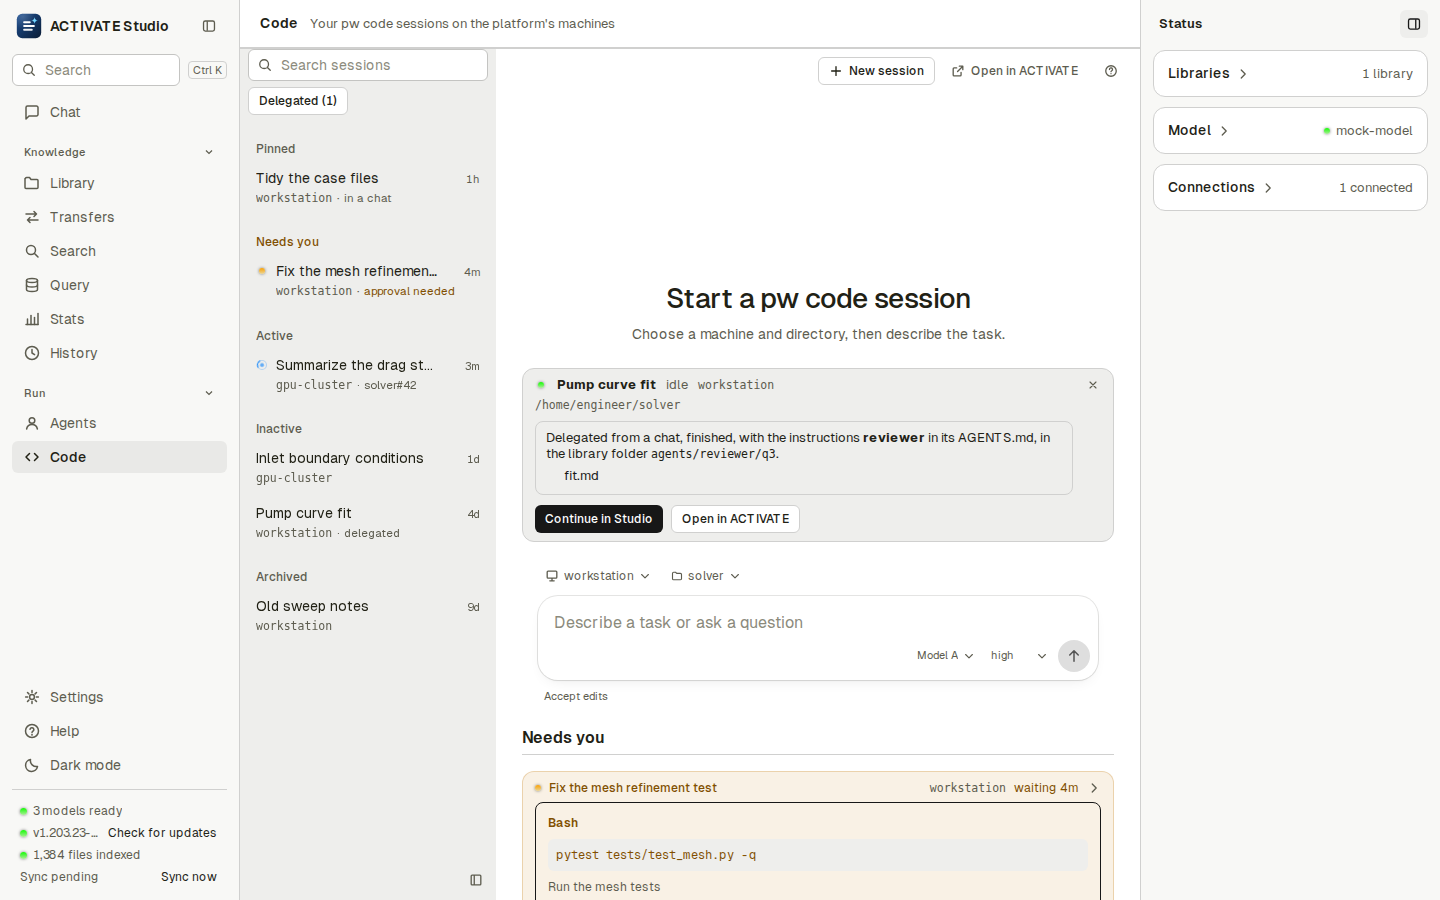 ACTIVATE Studio
Search
Ctrl K
Chat
Knowledge
Library
Transfers
Search
Query
Stats
History
Run
Agents
Code
Settings
Help
Dark mode
3 models ready
v1.203.23-... Check for updates
1,384 files indexed
Sync pending Sync now
Code Your pw code sessions on the platform's machines
Search sessions
Delegated (1)
Pinned
Tidy the case files 1h
workstation · in a chat
Needs you
Fix the mesh refinemen... 4m
workstation · approval needed
Active
Summarize the drag st... 3m
gpu-cluster · solver#42
Inactive
Inlet boundary conditions 1d
gpu-cluster
Pump curve fit 4d
workstation · delegated
Archived
Old sweep notes 9d
workstation
New session Open in ACTIVATE
Start a pw code session
Choose a machine and directory, then describe the task.
Pump curve fit idle workstation
/home/engineer/solver
Delegated from a chat, finished, with the instructions reviewer in its AGENTS.md, in
the library folder agents/reviewer/q3.
fit.md
Continue in Studio Open in ACTIVATE
workstation solver
Describe a task or ask a question
Model A high
Accept edits
Needs you
Fix the mesh refinement test workstation waiting 4m
Bash
pytest tests/test_mesh.py -q
Run the mesh tests
Status
Libraries 1 library
Model mock-model
Connections 1 connected